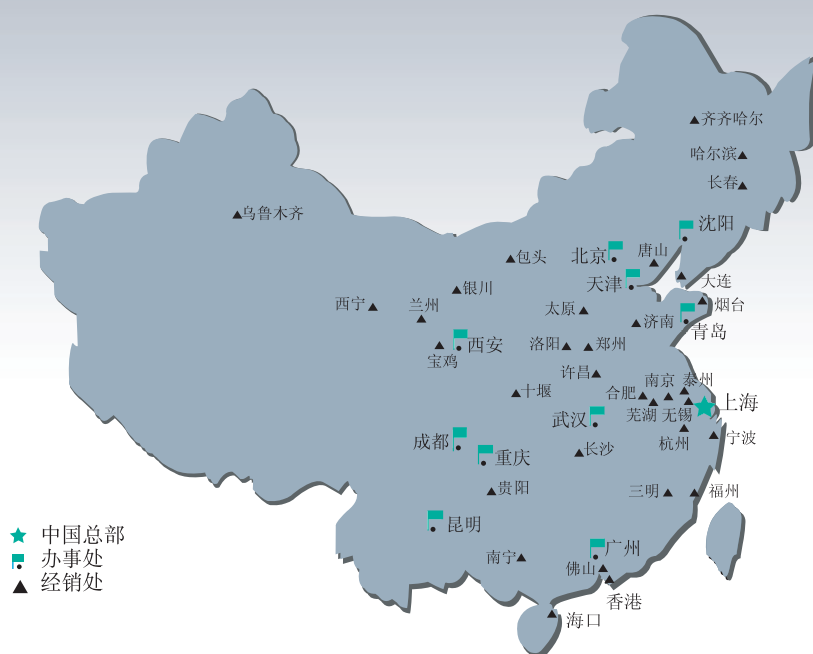 齐齐哈尔
哈尔滨
长春
乌鲁木齐
沈阳
北京
唐山
包头
天津
大连
银川
西宁
兰州
太原
烟台
济南
青岛
西安
洛阳
郑州
宝鸡
许昌
南京
泰州
十堰
合肥
上海
芜湖
无锡
武汉
成都
杭州
宁波
长沙
重庆
贵阳
三明
福州
昆明
中国总部
广州
南宁
办事处
佛山
经销处
香港
海口